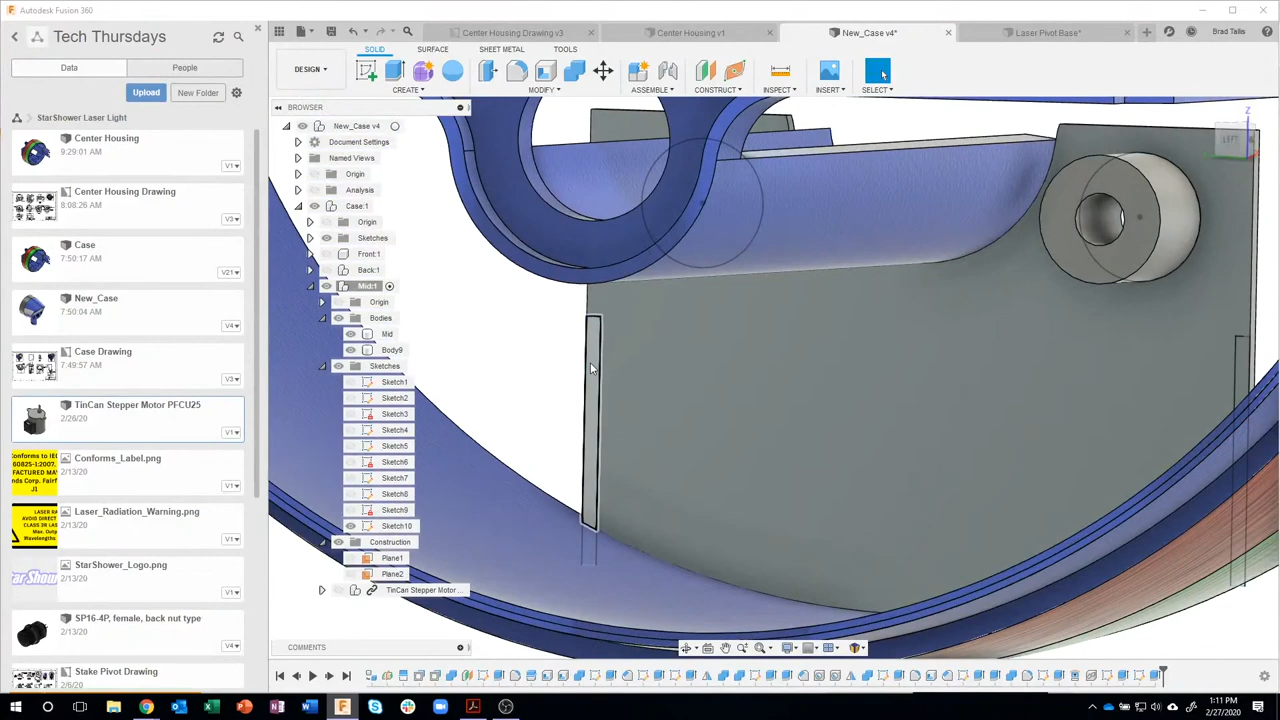 Autodesk Fusion 360
Tech Thursdays
Center Housing Drawing v3
Center Housing v1
New_Case v4*
Laser Pivot Base*
Brad Tallis
Data
People
Upload
New Folder
StarShower Laser Light
Center Housing
9:29:01 AM
V1
Center Housing Drawing
8:08:26 AM
V3
Case
7:50:17 AM
V21
New_Case
7:50:04 AM
V4
Case Drawing
7:49:57 AM
V3
TinCan Stepper Motor PFCU25
2/26/20
V1
Conforms_Label.png
2/13/20
V1
Laser_Radiation_Warning.png
2/13/20
V1
StarShower_Logo.png
2/13/20
V1
SP16-4P, female, back nut type
2/13/20
V4
Stake Pivot Drawing
2/6/20
SOLID
SURFACE
SHEET METAL
TOOLS
DESIGN
CREATE
MODIFY
ASSEMBLE
CONSTRUCT
INSPECT
INSERT
SELECT
BROWSER
New_Case v4
Document Settings
Named Views
Origin
Analysis
Case:1
Origin
Sketches
Front:1
Back:1
Mid:1
Origin
Bodies
Mid
Body9
Sketches
Sketch1
Sketch2
Sketch3
Sketch4
Sketch5
Sketch6
Sketch7
Sketch8
Sketch9
Sketch10
Construction
Plane1
Plane2
TinCan Stepper Motor...
COMMENTS
Z
LEFT
1:11 PM
2/27/2020